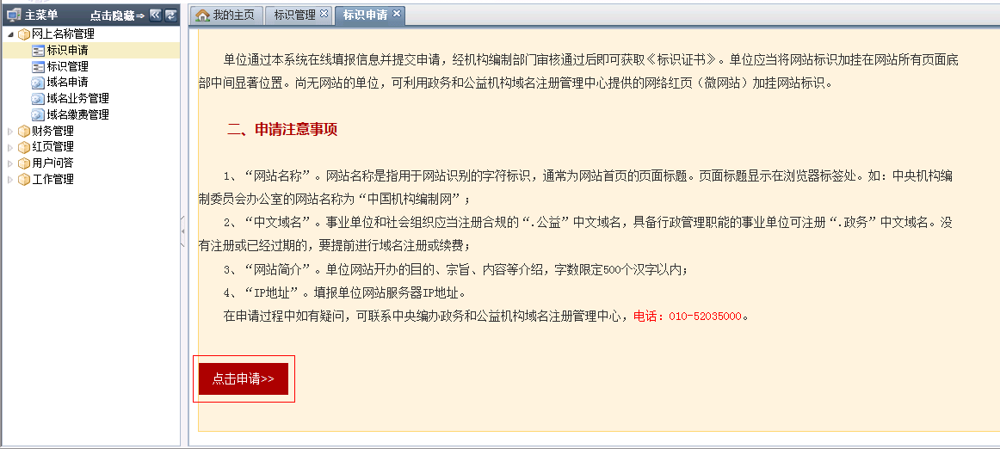 主菜单
点击隐藏⇒
网上名称管理
标识申请
标识管理
域名申请
域名业务管理
域名缴费管理
财务管理
红页管理
用户问答
工作管理
我的主页
标识管理
标识申请
单位通过本系统在线填报信息并提交申请，经机构编制部门审核通过后即可获取《标识证书》。单位应当将网站标识加挂在网站所有页面底
部中间显著位置。尚无网站的单位，可利用政务和公益机构域名注册管理中心提供的网络红页（微网站）加挂网站标识。
二、申请注意事项
1、“网站名称”。网站名称是指用于网站识别的字符标识，通常为网站首页的页面标题。页面标题显示在浏览器标签处。如：中央机构编
制委员会办公室的网站名称为“中国机构编制网”；
2、“中文域名”。事业单位和社会组织应当注册合规的“.公益”中文域名，具备行政管理职能的事业单位可注册“.政务”中文域名。没
有注册或已经过期的，要提前进行域名注册或续费；
3、“网站简介”。单位网站开办的目的、宗旨、内容等介绍，字数限定500个汉字以内；
4、“IP地址”。填报单位网站服务器IP地址。
在申请过程中如有疑问，可联系中央编办政务和公益机构域名注册管理中心，电话：010-52035000。
点击申请>>